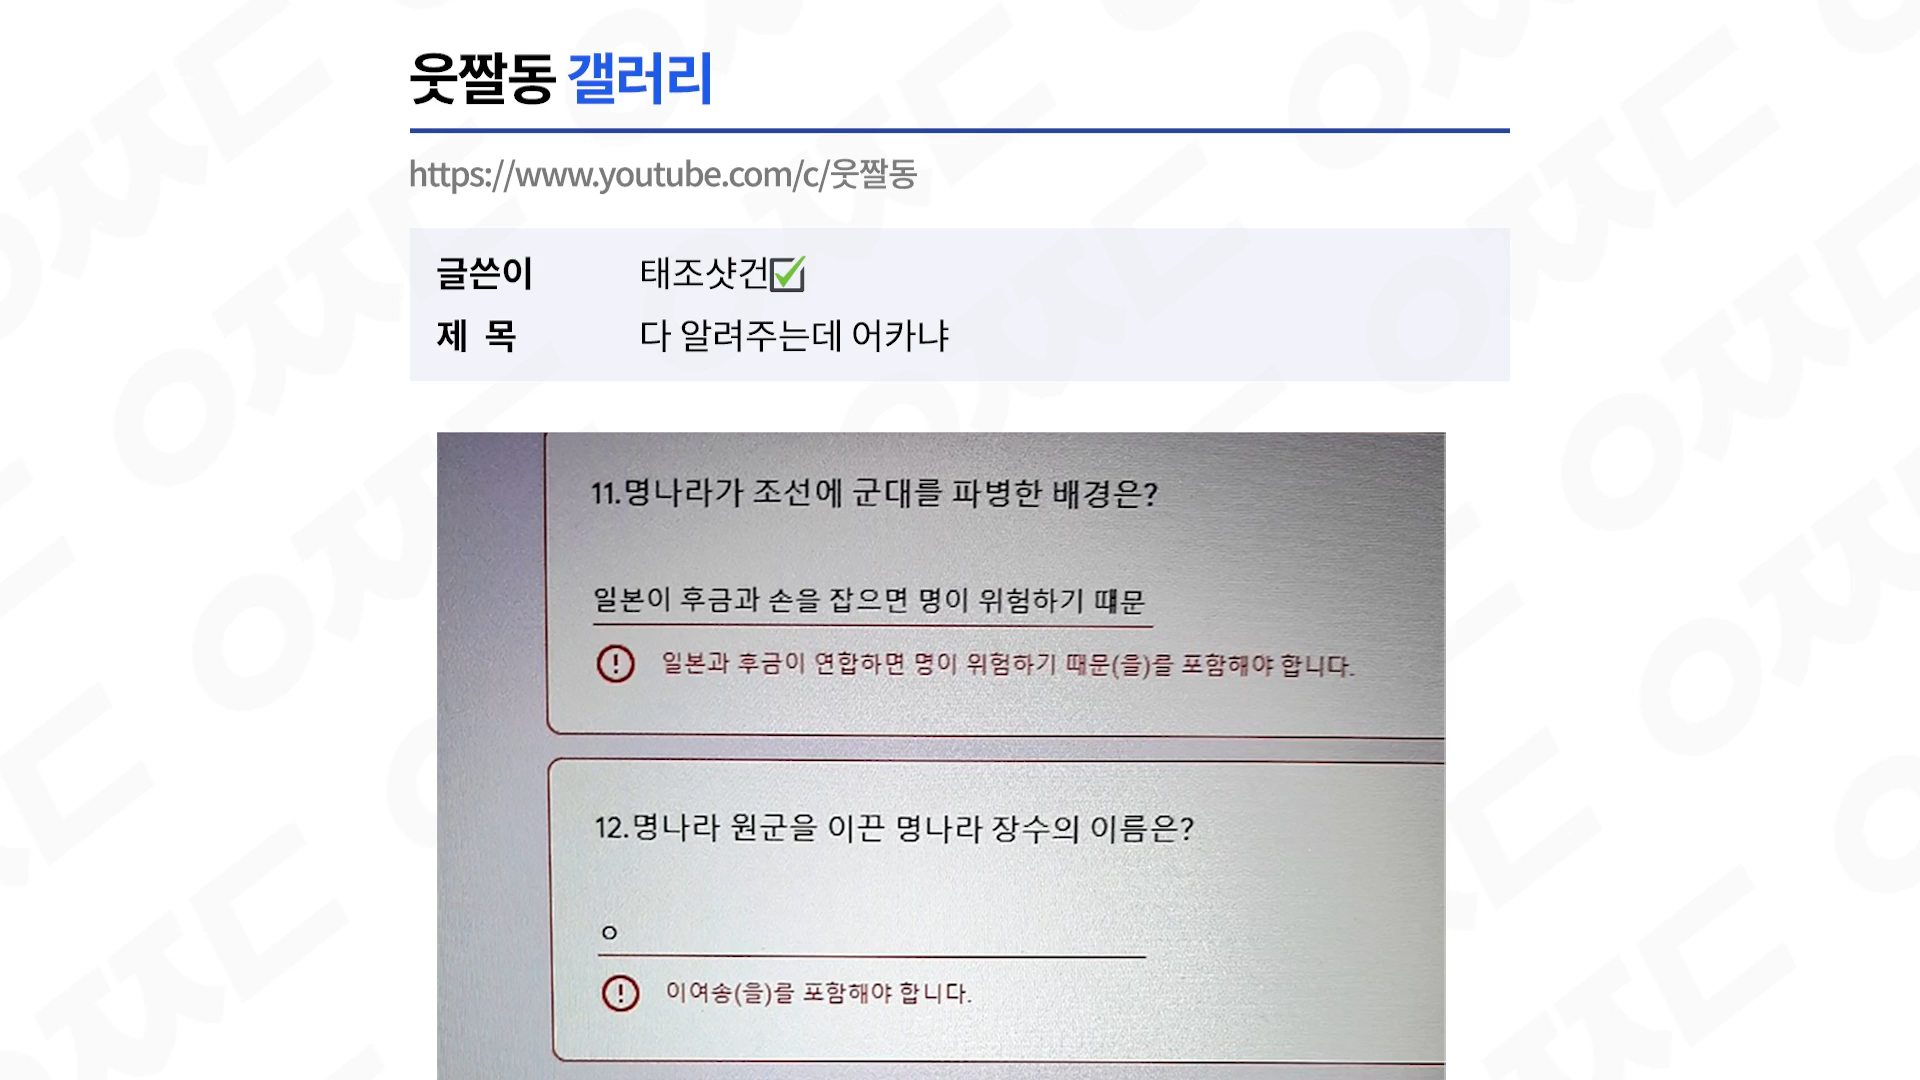 웃짤동 갤러리
https://www.youtube.com/c/웃짤동
글쓴이 태조샷건✅
제 목 다 알려주는데 어카냐
11.명나라가 조선에 군대를 파병한 배경은?
일본이 후금과 손을 잡으면 명이 위험하기 떄문
일본과 후금이 연합하면 명이 위험하기 때문(을)를 포함해야 합니다.
12.명나라 원군을 이끈 명나라 장수의 이름은?
ㅇ
이여송(을)를 포함해야 합니다.